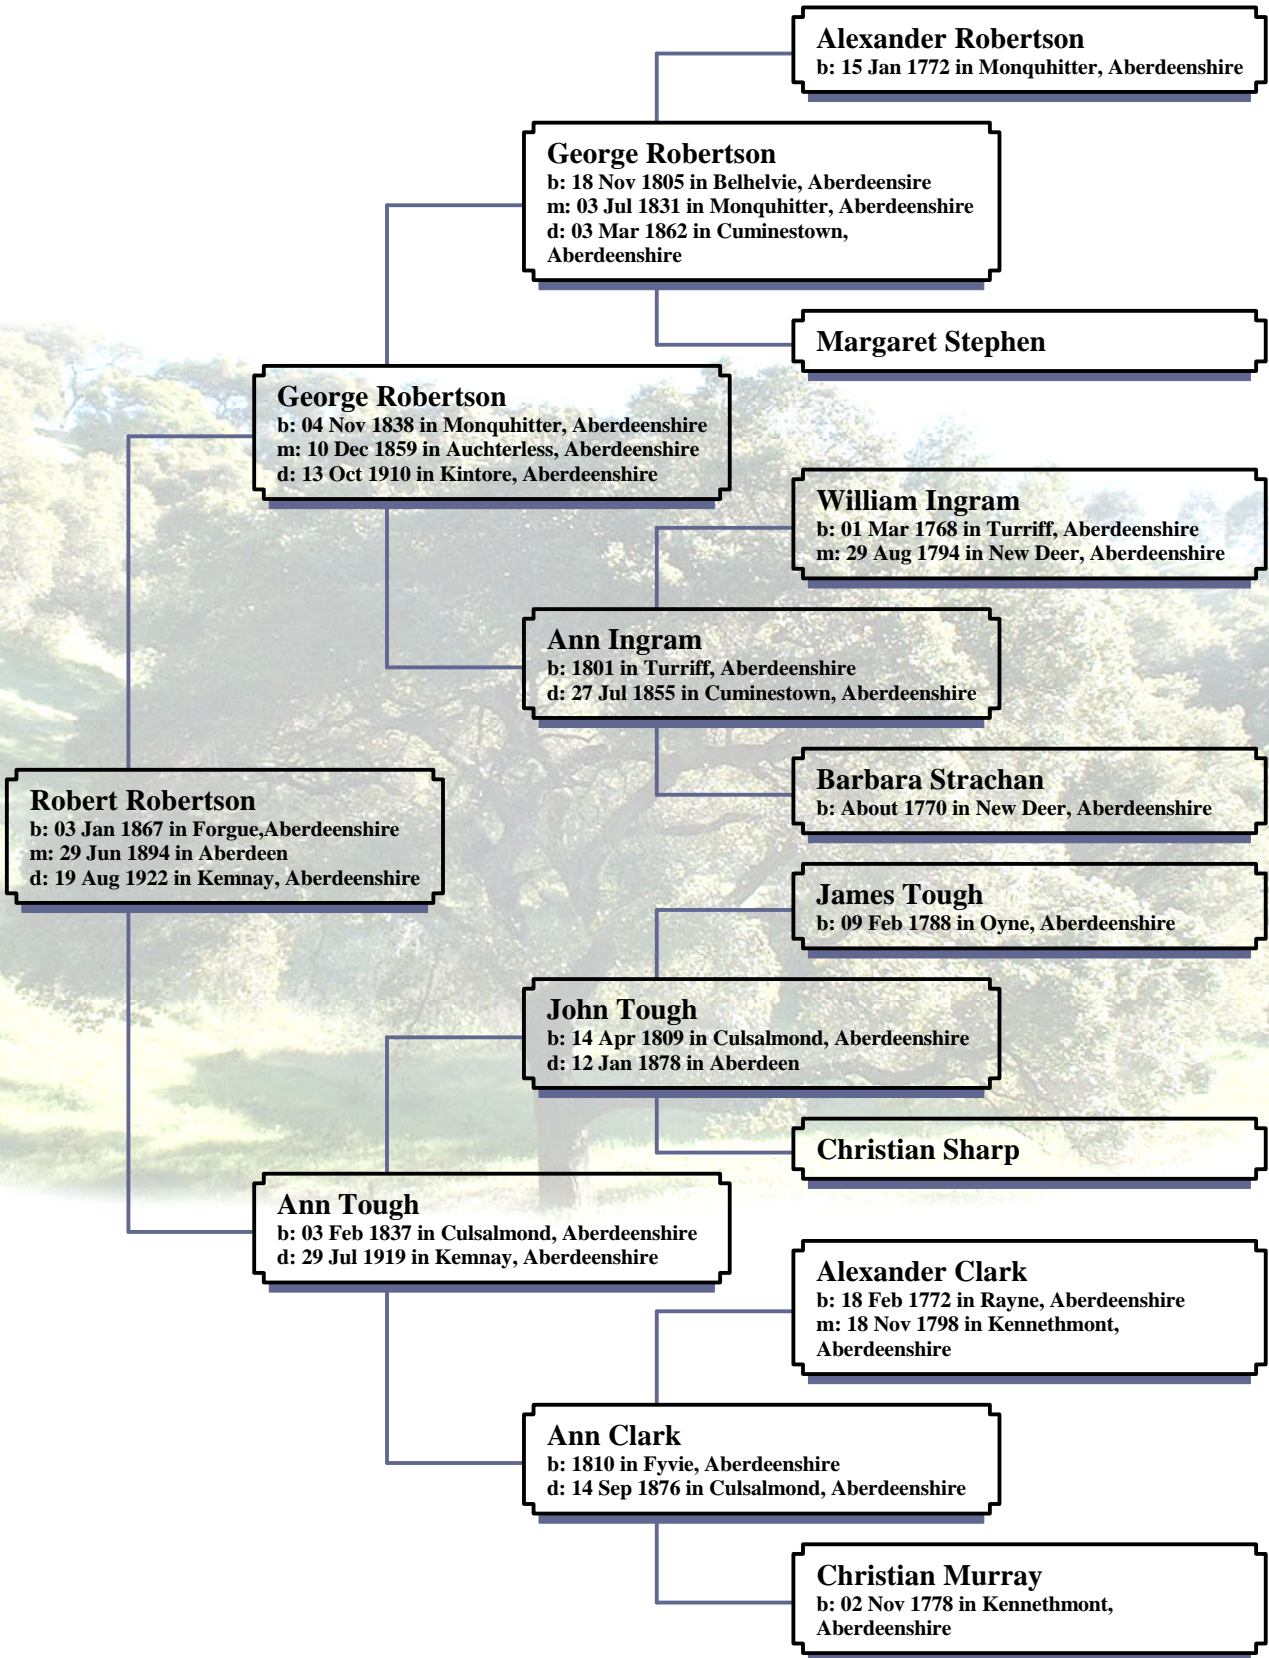 Alexander Robertson
b: 15 Jan 1772 in Monquhitter, Aberdeenshire
George Robertson
b: 18 Nov 1805 in Belhelvie, Aberdeensire
m: 03 Jul 1831 in Monquhitter, Aberdeenshire
d: 03 Mar 1862 in Cuminestown,
Aberdeenshire
Margaret Stephen
George Robertson
b: 04 Nov 1838 in Monquhitter, Aberdeenshire
m: 10 Dec 1859 in Auchterless, Aberdeenshire
d: 13 Oct 1910 in Kintore, Aberdeenshire
William Ingram
b: 01 Mar 1768 in Turriff, Aberdeenshire
m: 29 Aug 1794 in New Deer, Aberdeenshire
Ann Ingram
b: 1801 in Turriff, Aberdeenshire
d: 27 Jul 1855 in Cuminestown, Aberdeenshire
Barbara Strachan
b: About 1770 in New Deer, Aberdeenshire
Robert Robertson
b: 03 Jan 1867 in Forgue,Aberdeenshire
m: 29 Jun 1894 in Aberdeen
d: 19 Aug 1922 in Kemnay, Aberdeenshire
James Tough
b: 09 Feb 1788 in Oyne, Aberdeenshire
John Tough
b: 14 Apr 1809 in Culsalmond, Aberdeenshire
d: 12 Jan 1878 in Aberdeen
Christian Sharp
Ann Tough
b: 03 Feb 1837 in Culsalmond, Aberdeenshire
d: 29 Jul 1919 in Kemnay, Aberdeenshire
Alexander Clark
b: 18 Feb 1772 in Rayne, Aberdeenshire
m: 18 Nov 1798 in Kennethmont,
Aberdeenshire
Ann Clark
b: 1810 in Fyvie, Aberdeenshire
d: 14 Sep 1876 in Culsalmond, Aberdeenshire
Christian Murray
b: 02 Nov 1778 in Kennethmont,
Aberdeenshire